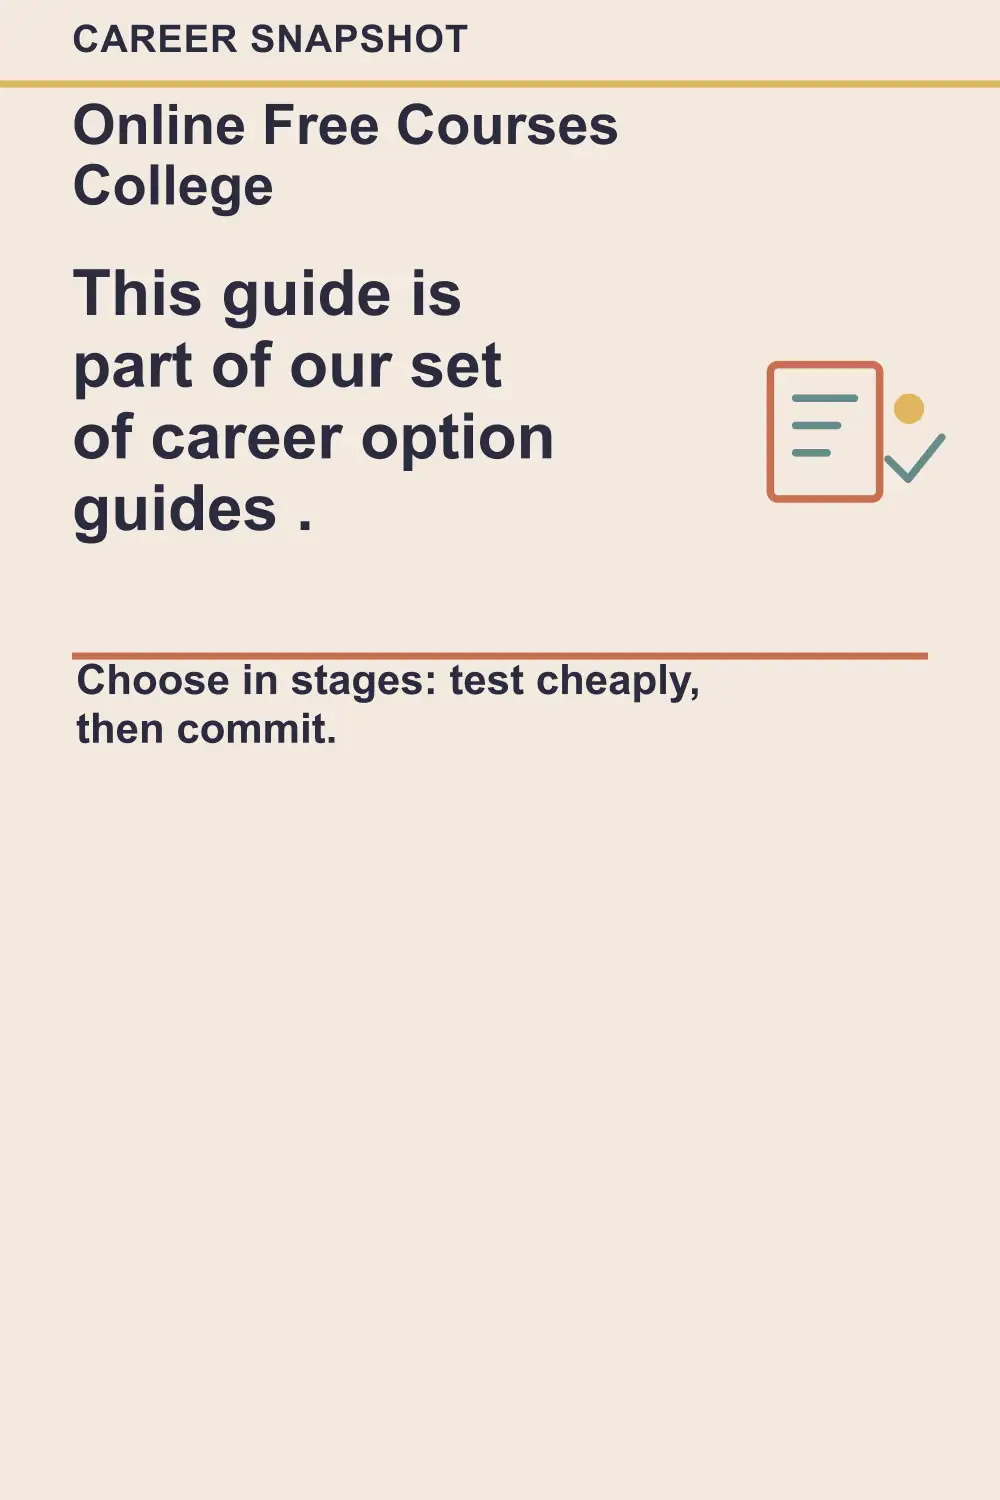 CAREER SNAPSHOT
Online Free Courses
College
This guide is
part of our set
of career option
guides .
Choose in stages: test cheaply,
then commit.